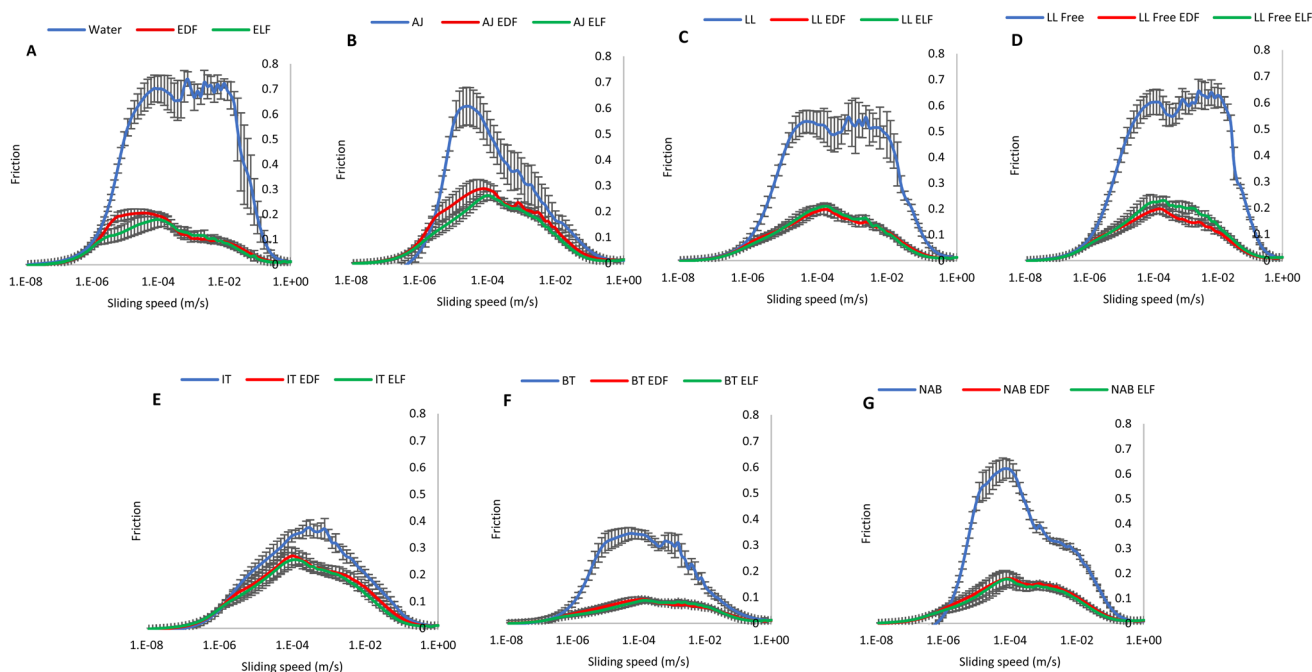 Water EDF ELF
A
0.8
0.7
0.6
0.5
0.4
0.3
0.2
0.1
0
Friction
1.E-08 1.E-06 1.E-04 1.E-02 1.E+00
Sliding speed (m/s)
AJ AJ EDF AJ ELF
B
0.8
0.7
0.6
0.5
0.4
0.3
0.2
0.1
0
Friction
1.E-08 1.E-06 1.E-04 1.E-02 1.E+00
Sliding speed (m/s)
LL LL EDF LL ELF
C
0.8
0.7
0.6
0.5
0.4
0.3
0.2
0.1
0
Friction
1.E-08 1.E-06 1.E-04 1.E-02 1.E+00
Sliding speed (m/s)
LL Free LL Free EDF LL Free ELF
D
0.8
0.7
0.6
0.5
0.4
0.3
0.2
0.1
0
Friction
1.E-08 1.E-06 1.E-04 1.E-02 1.E+00
Sliding speed (m/s)
IT IT EDF IT ELF
E
0.8
0.7
0.6
0.5
0.4
0.3
0.2
0.1
0
Friction
1.E-08 1.E-06 1.E-04 1.E-02 1.E+00
Sliding speed (m/s)
BT BT EDF BT ELF
F
0.8
0.7
0.6
0.5
0.4
0.3
0.2
0.1
0
Friction
1.E-08 1.E-06 1.E-04 1.E-02 1.E+00
Sliding speed (m/s)
NAB NAB EDF NAB ELF
G
0.8
0.7
0.6
0.5
0.4
0.3
0.2
0.1
0
Friction
1.E-08 1.E-06 1.E-04 1.E-02 1.E+00
Sliding speed (m/s)